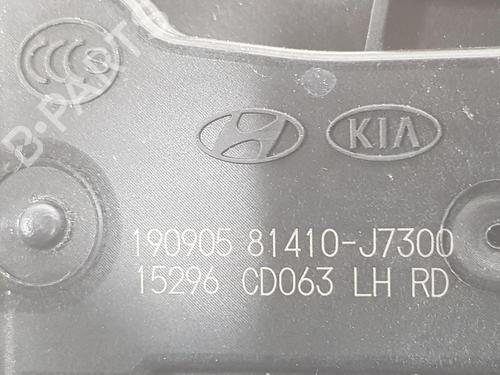 CCC
B-PARTS
KIA
190905 81410-J7300
15296 CD063 LH RD